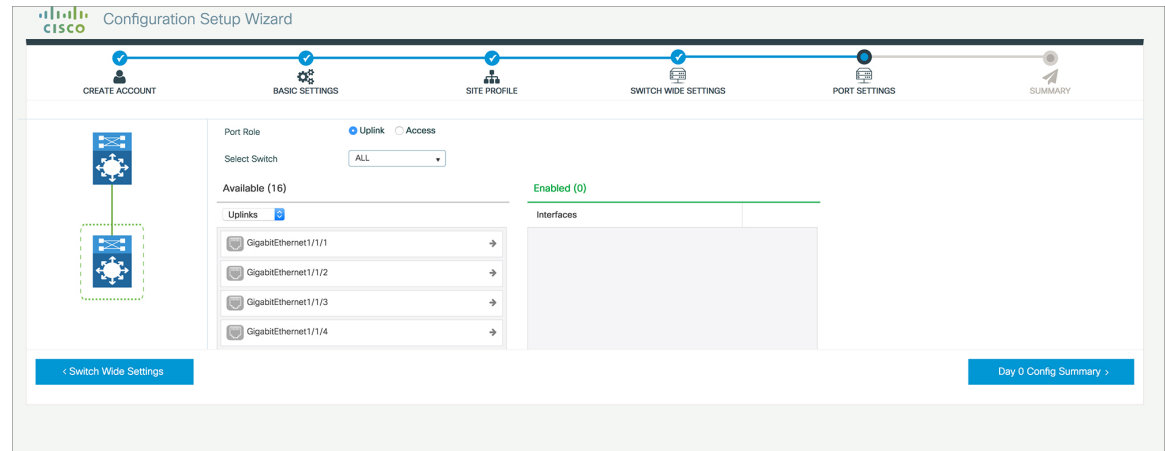 CISCO
Configuration Setup Wizard
CREATE ACCOUNT
BASIC SETTINGS
SITE PROFILE
SWITCH WIDE SETTINGS
PORT SETTINGS
SUMMARY
Port Role
Uplink
Access
Select Switch
ALL
Available (16)
Enabled (0)
Uplinks
Interfaces
GigabitEthernet1/1/1
GigabitEthernet1/1/2
GigabitEthernet1/1/3
GigabitEthernet1/1/4
‹ Switch Wide Settings
Day 0 Config Summary ›